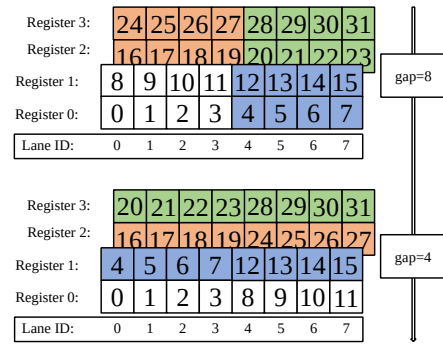 Register 3: 24 25 26 27 28 29 30 31
Register 2: 16 17 18 19 20 21 22 23
Register 1: 8 9 10 11 12 13 14 15
Register 0: 0 1 2 3 4 5 6 7
Lane ID: 0 1 2 3 4 5 6 7
gap=8
Register 3: 20 21 22 23 28 29 30 31
Register 2: 16 17 18 19 24 25 26 27
Register 1: 4 5 6 7 12 13 14 15
Register 0: 0 1 2 3 8 9 10 11
Lane ID: 0 1 2 3 4 5 6 7
gap=4